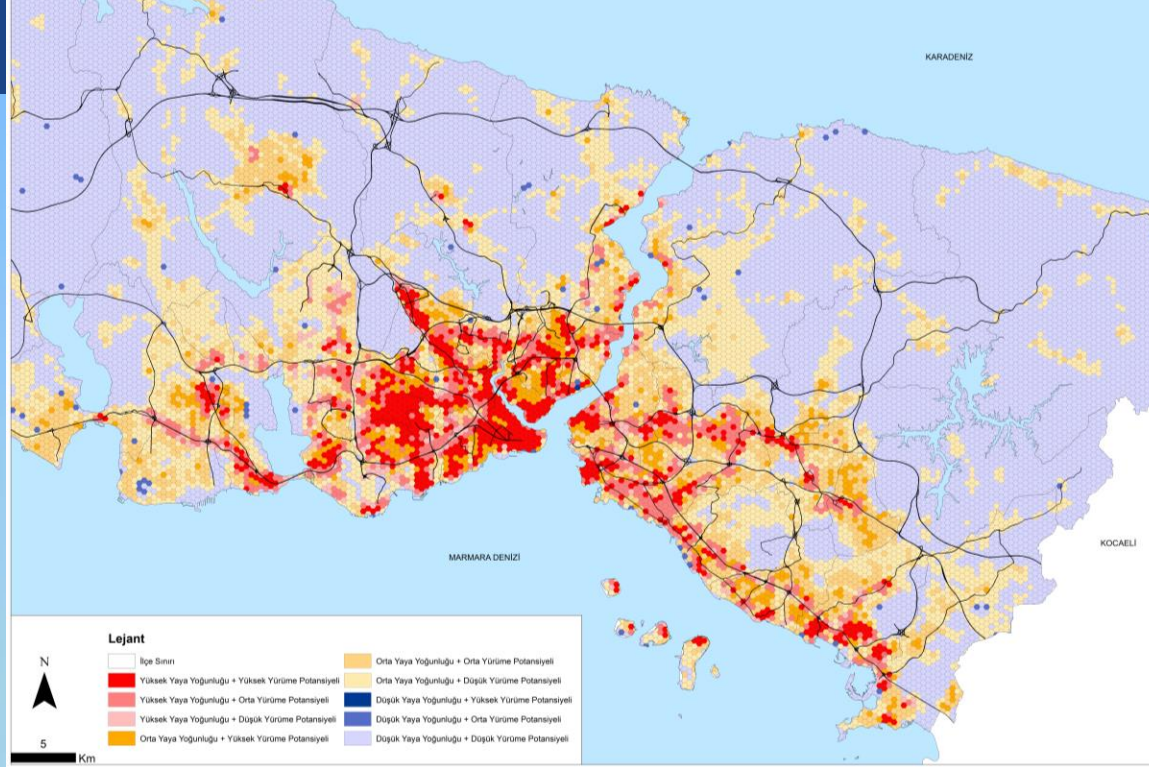 KARADENİZ
KOCAELİ
MARMARA DENİZİ
Lejant
N
5
Km
İlçe Sınırı
Yüksek Yaya Yoğunluğu + Yüksek Yürüme Potansiyeli
Yüksek Yaya Yoğunluğu + Orta Yürüme Potansiyeli
Yüksek Yaya Yoğunluğu + Düşük Yürüme Potansiyeli
Orta Yaya Yoğunluğu + Yüksek Yürüme Potansiyeli
Orta Yaya Yoğunluğu + Orta Yürüme Potansiyeli
Orta Yaya Yoğunluğu + Düşük Yürüme Potansiyeli
Düşük Yaya Yoğunluğu + Yüksek Yürüme Potansiyeli
Düşük Yaya Yoğunluğu + Orta Yürüme Potansiyeli
Düşük Yaya Yoğunluğu + Düşük Yürüme Potansiyeli